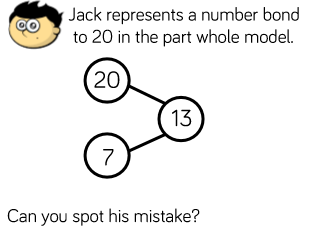 Jack represents a number bond
to 20 in the part whole model.
20
13
7
Can you spot his mistake?